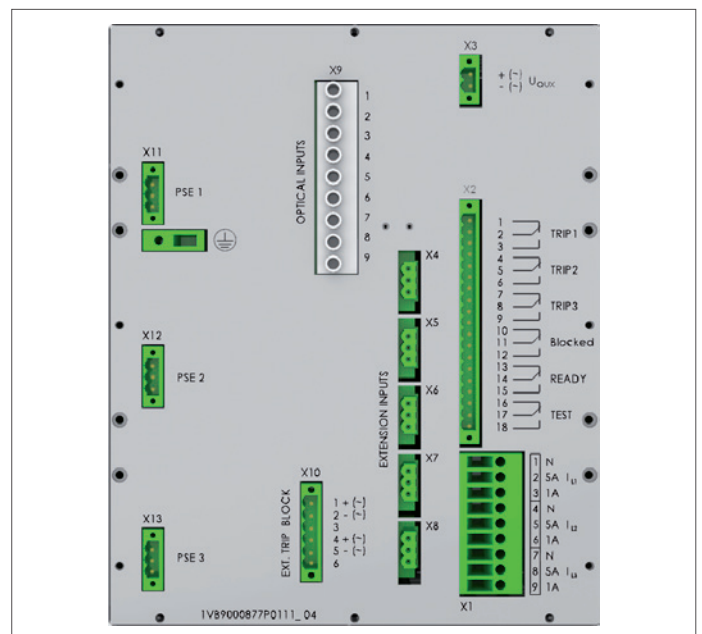 X3
+ (~)
- (~)
Uaux
X9
1
2
3
4
5
6
7
8
9
OPTICAL INPUTS
X11
PSE 1
X2
1
2 TRIP1
3
4
5 TRIP2
6
7
8 TRIP3
9
10
11 Blocked
12
13
14 READY
15
16
17 TEST
18
X4
X5
X6
X7
X8
EXTENSION INPUTS
X12
PSE 2
X10
1 + (~)
2 - (~)
3
4 + (~)
5 - (~)
6
EXT. TRIP BLOCK
1 N
2 5A IL1
3 1A
4 N
5 5A IL2
6 1A
7 N
8 5A IL3
9 1A
X1
X13
PSE 3
1VB9000877P0111_04